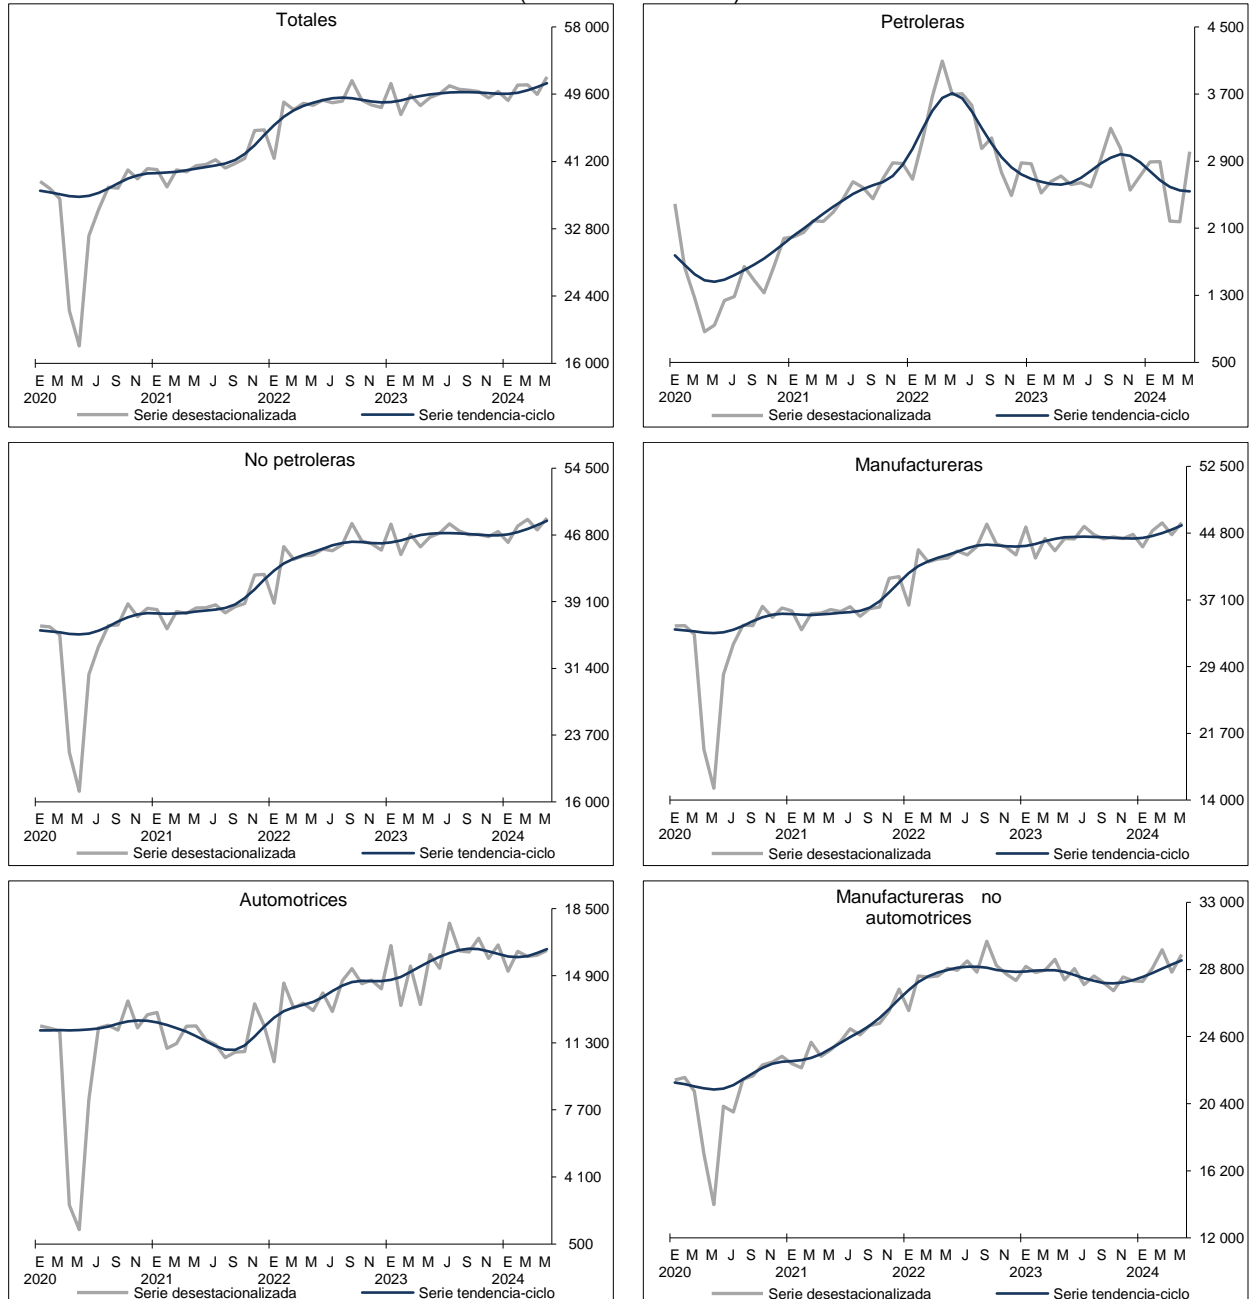 Totales
58 000
49 600
41 200
32 800
24 400
16 000
E M M J S N E M M J S N E M M J S N E M M J S N E M M
2020 2021 2022 2023 2024
Serie desestacionalizada Serie tendencia-ciclo
Petroleras
4 500
3 700
2 900
2 100
1 300
500
E M M J S N E M M J S N E M M J S N E M M J S N E M M
2020 2021 2022 2023 2024
Serie desestacionalizada Serie tendencia-ciclo
No petroleras
54 500
46 800
39 100
31 400
23 700
16 000
E M M J S N E M M J S N E M M J S N E M M J S N E M M
2020 2021 2022 2023 2024
Serie desestacionalizada Serie tendencia-ciclo
Manufactureras
52 500
44 800
37 100
29 400
21 700
14 000
E M M J S N E M M J S N E M M J S N E M M J S N E M M
2020 2021 2022 2023 2024
Serie desestacionalizada Serie tendencia-ciclo
Automotrices
18 500
14 900
11 300
7 700
4 100
500
E M M J S N E M M J S N E M M J S N E M M J S N E M M
2020 2021 2022 2023 2024
Serie desestacionalizada Serie tendencia-ciclo
Manufactureras no
automotrices
33 000
28 800
24 600
20 400
16 200
12 000
E M M J S N E M M J S N E M M J S N E M M J S N E M M
2020 2021 2022 2023 2024
Serie desestacionalizada Serie tendencia-ciclo